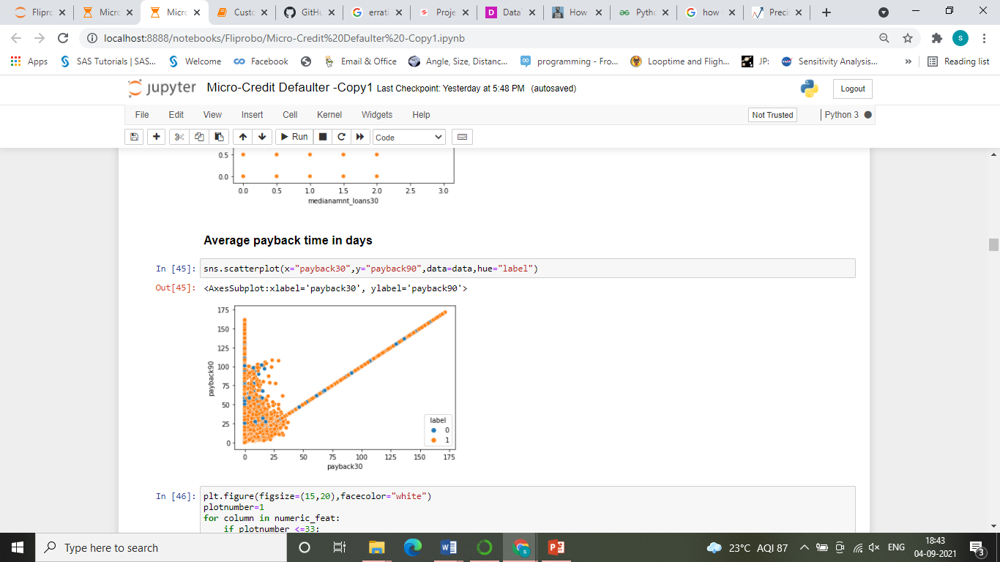 Flipro
Micro
Micro
Custo
GitHu
errati
Proje
DataT
How
Pytho
how
Preci
localhost:8888/notebooks/Fliprobo/Micro-Credit%20Defaulter%20-Copy1.ipynb
S
Apps
SAS Tutorials | SAS...
Welcome
Facebook
Email & Office
Angle, Size, Distanc...
programming - Fro...
Looptime and Fligh...
JP:
Sensitivity Analysis...
»
Reading list
jupyter Micro-Credit Defaulter -Copy1 Last Checkpoint: Yesterday at 5:48 PM (autosaved)
Logout
File Edit View Insert Cell Kernel Widgets Help
Not Trusted
Python 3
Run
Code
0.5
0.0
0.0 0.5 1.0 1.5 2.0 2.5 3.0
medianamnt_loans30
Average payback time in days
In [45]: sns.scatterplot(x="payback30",y="payback90",data=data,hue="label")
Out[45]: <AxesSubplot:xlabel='payback30', ylabel='payback90'>
175
150
125
100
75
50
25
0
payback90
label
0
1
0 25 50 75 100 125 150 175
payback30
In [46]: plt.figure(figsize=(15,20),facecolor="white")
plotnumber=1
for column in numeric_feat:
if plotnumber <=33:
Type here to search
23°C AQI 87
ENG
18:43
04-09-2021
3